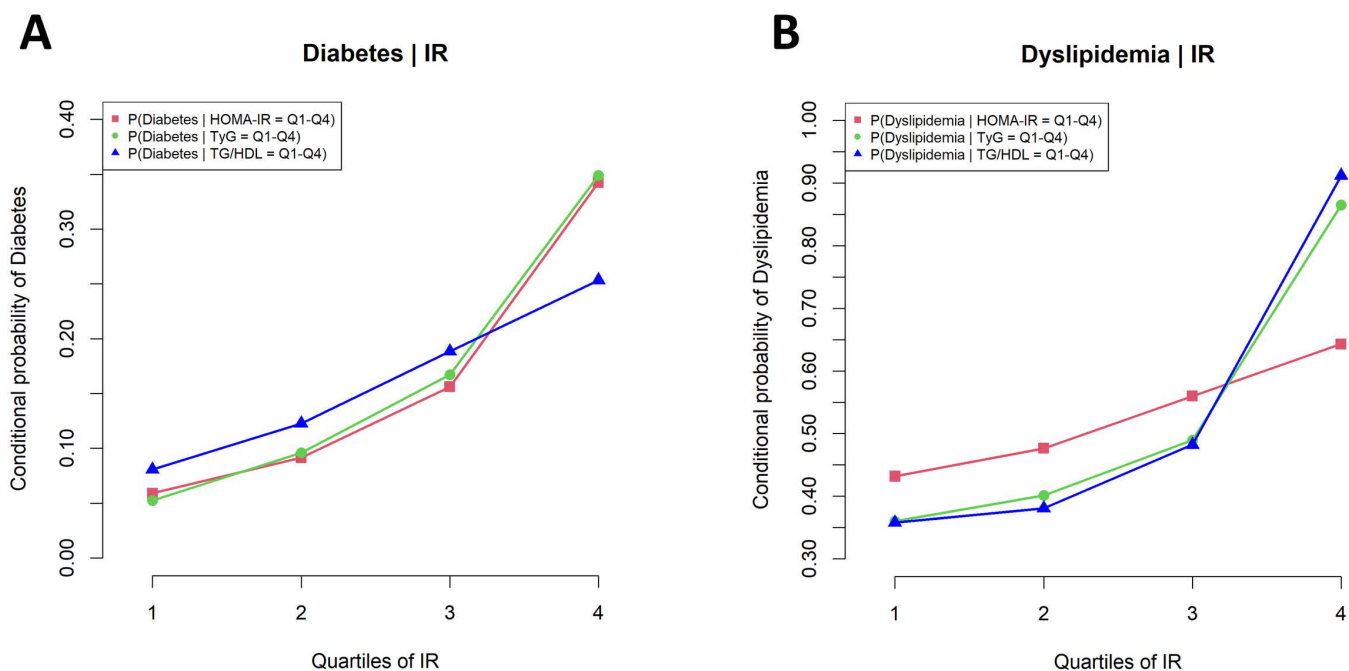 A
Diabetes | IR
P(Diabetes | HOMA-IR = Q1-Q4)
P(Diabetes | TyG = Q1-Q4)
P(Diabetes | TG/HDL = Q1-Q4)
Conditional probability of Diabetes
0.40
0.30
0.20
0.10
0.00
1 2 3 4
Quartiles of IR
B
Dyslipidemia | IR
P(Dyslipidemia | HOMA-IR = Q1-Q4)
P(Dyslipidemia | TyG = Q1-Q4)
P(Dyslipidemia | TG/HDL = Q1-Q4)
Conditional probability of Dyslipidemia
1.00
0.90
0.80
0.70
0.60
0.50
0.40
0.30
1 2 3 4
Quartiles of IR